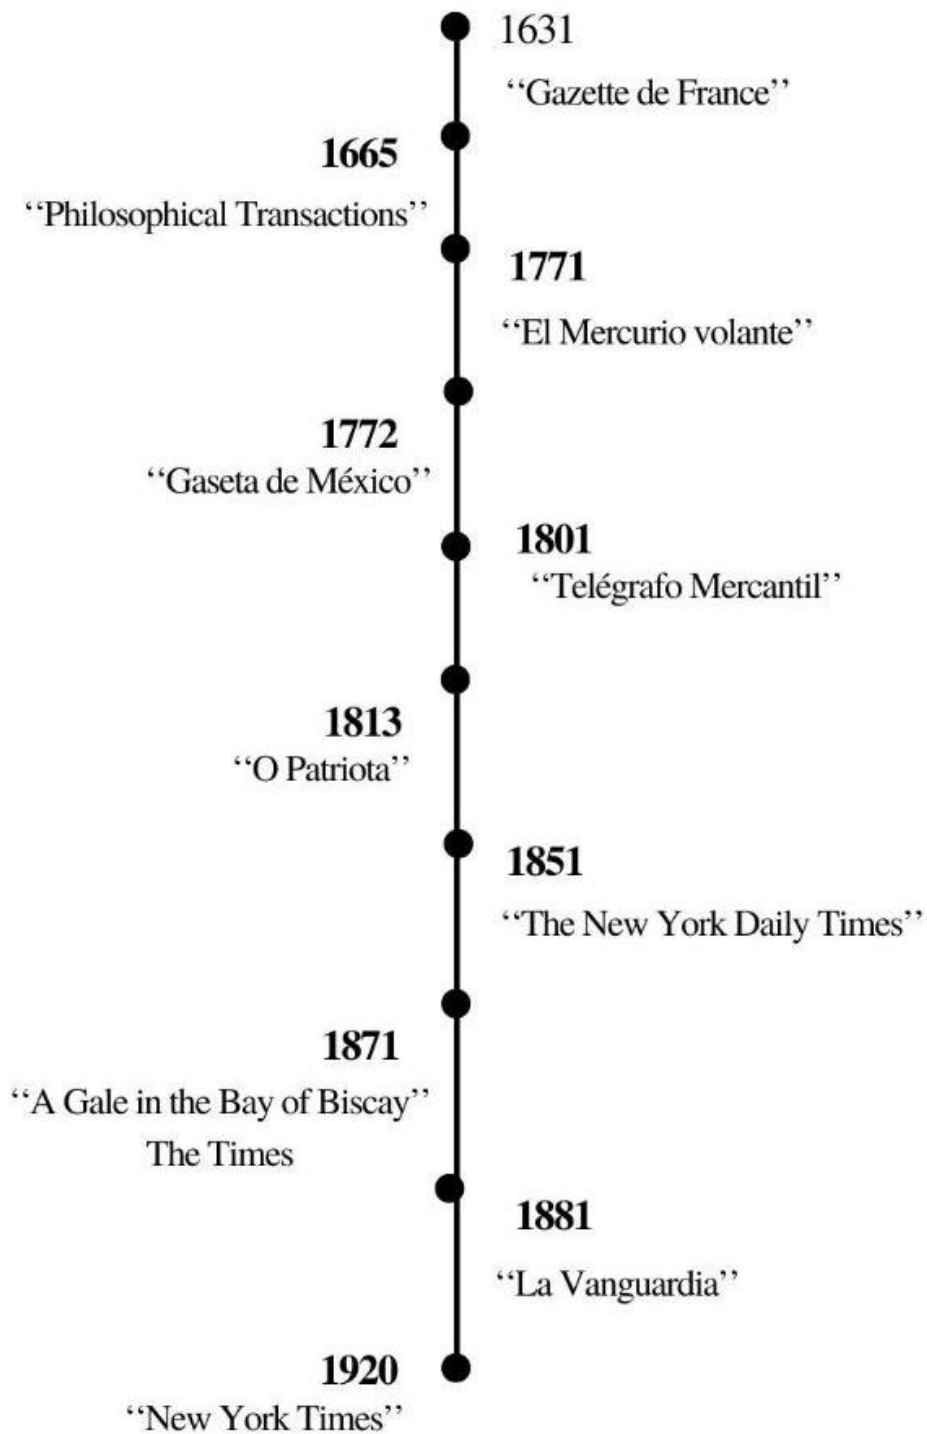 1631
‘‘Gazette de France’’
1665
‘‘Philosophical Transactions’’
1771
‘‘El Mercurio volante’’
1772
‘‘Gaseta de México’’
1801
‘‘Telégrafo Mercantil’’
1813
‘‘O Patriota’’
1851
‘‘The New York Daily Times’’
1871
‘‘A Gale in the Bay of Biscay’’
The Times
1881
‘‘La Vanguardia’’
1920
‘‘New York Times’’